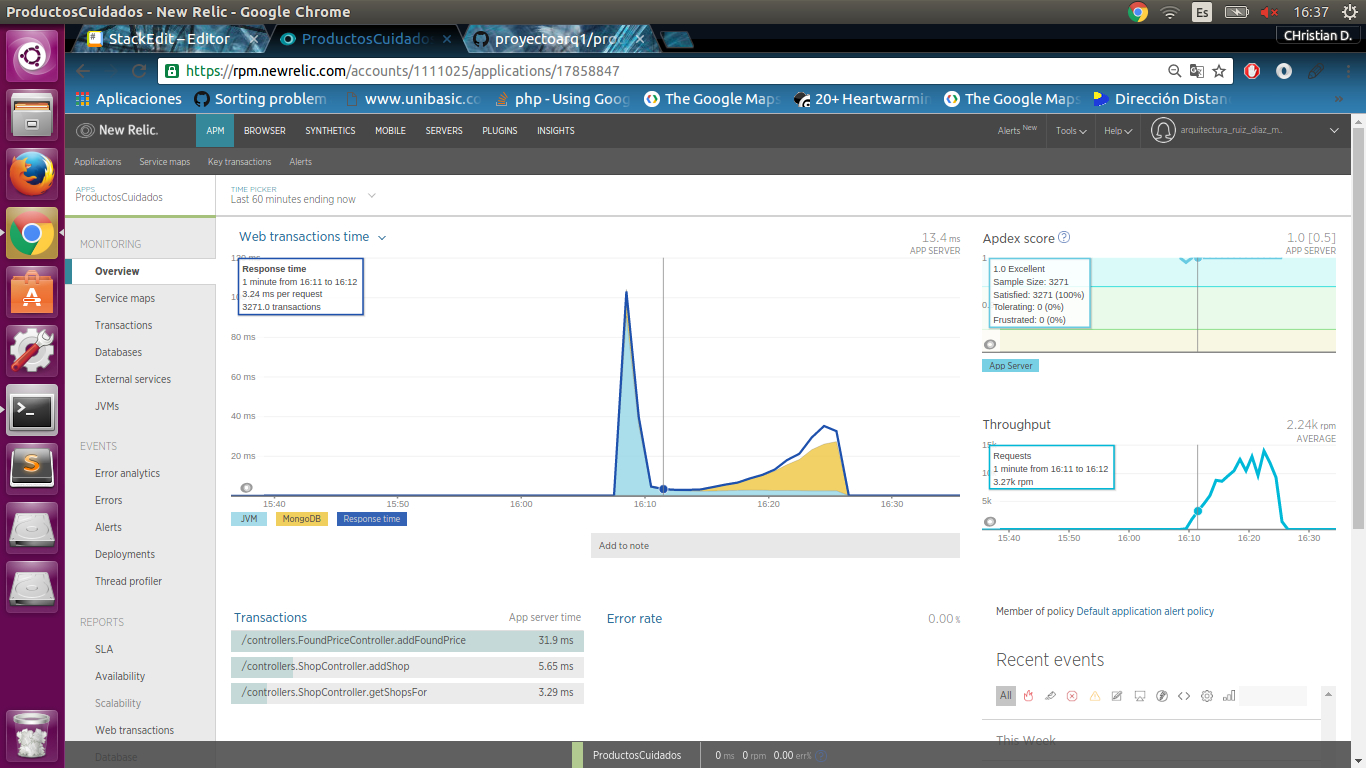 ProductosCuidados - New Relic - Google Chrome
Es
16:37
StackEdit – Editor
ProductosCuidado
proyectoarq1/pro
CHristian D.
https://rpm.newrelic.com/accounts/1111025/applications/17858847
Aplicaciones
Sorting problem
www.unibasic.co
php - Using Goog
The Google Maps
20+ Heartwarmin
The Google Maps
Dirección Distan
»
New Relic.
APM
BROWSER
SYNTHETICS
MOBILE
SERVERS
PLUGINS
INSIGHTS
Alerts New
Tools
Help
arquitectura_ruiz_diaz_m..
Applications
Service maps
Key transactions
Alerts
APPS
ProductosCuidados
TIME PICKER
Last 60 minutes ending now
MONITORING
Overview
Service maps
Transactions
Databases
External services
JVMs
EVENTS
Error analytics
Errors
Alerts
Deployments
Thread profiler
REPORTS
SLA
Availability
Scalability
Web transactions
Database
Web transactions time
13.4 ms
APP SERVER
120 ms
80 ms
60 ms
40 ms
20 ms
Response time
1 minute from 16:11 to 16:12
3.24 ms per request
3271.0 transactions
15:40
15:50
16:00
16:10
16:20
16:30
JVM
MongoDB
Response time
Add to note
Apdex score ?
1.0 [0.5]
APP SERVER
1
0.
1.0 Excellent
Sample Size: 3271
Satisfied: 3271 (100%)
Tolerating: 0 (0%)
Frustrated: 0 (0%)
App Server
Throughput
2.24k rpm
AVERAGE
15k
5k
Requests
1 minute from 16:11 to 16:12
3.27k rpm
15:40
15:50
16:00
16:10
16:20
16:30
Transactions
App server time
/controllers.FoundPriceController.addFoundPrice
31.9 ms
/controllers.ShopController.addShop
5.65 ms
/controllers.ShopController.getShopsFor
3.29 ms
Error rate
0.00 %
Member of policy Default application alert policy
Recent events
All
This Week
ProductosCuidados
0 ms
0 rpm
0.00 err%